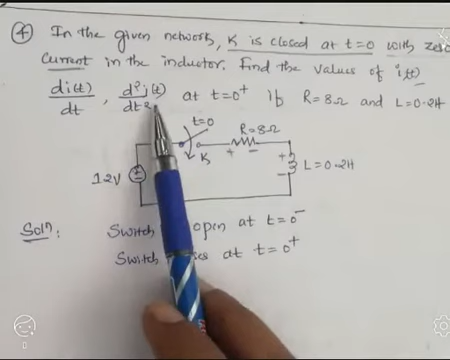 ④ In the given network, K is closed at t=0 with zero
current in the inductor. Find the values of i(t)
di(t)/dt , d²i(t)/dt² at t=0⁺ if R=8Ω and L=0.2H
t=0
R=8Ω
K
+ -
+
-
12V
L=0.2H
Soln: Switch open at t=0⁻
Switch at t=0⁺